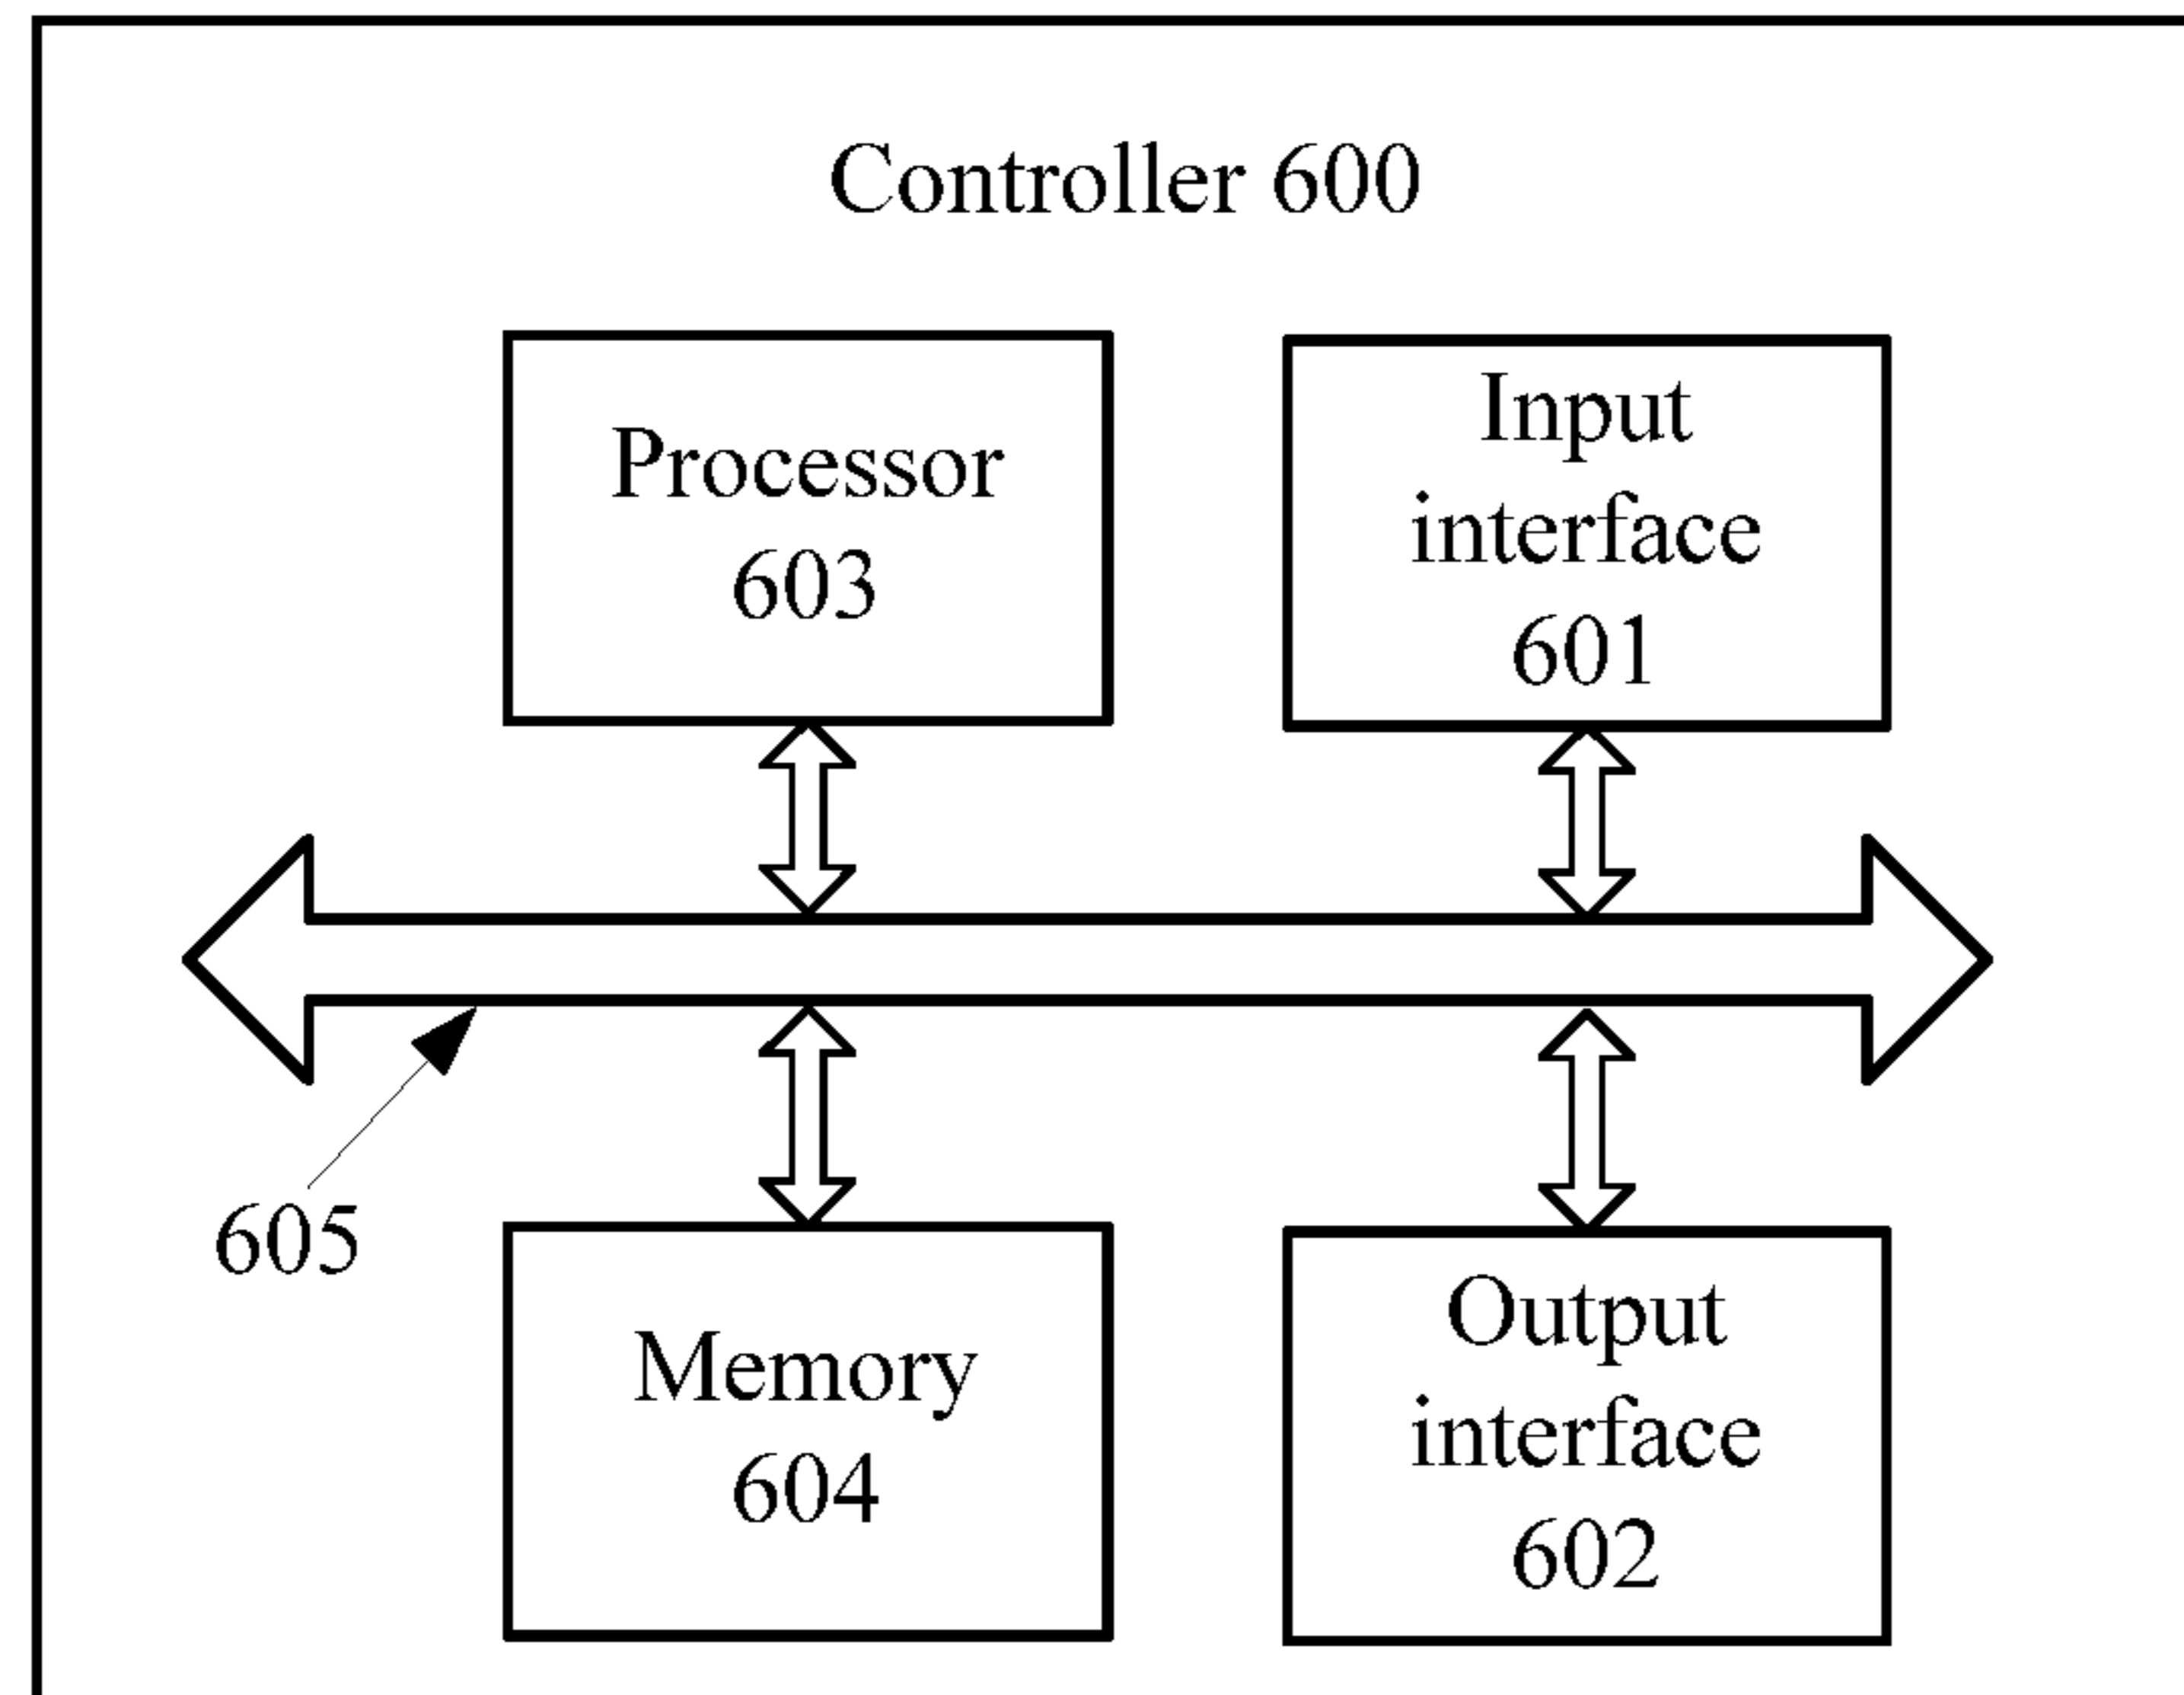 Controller 600
Processor
603
Input
interface
601
605
Memory
604
Output
interface
602